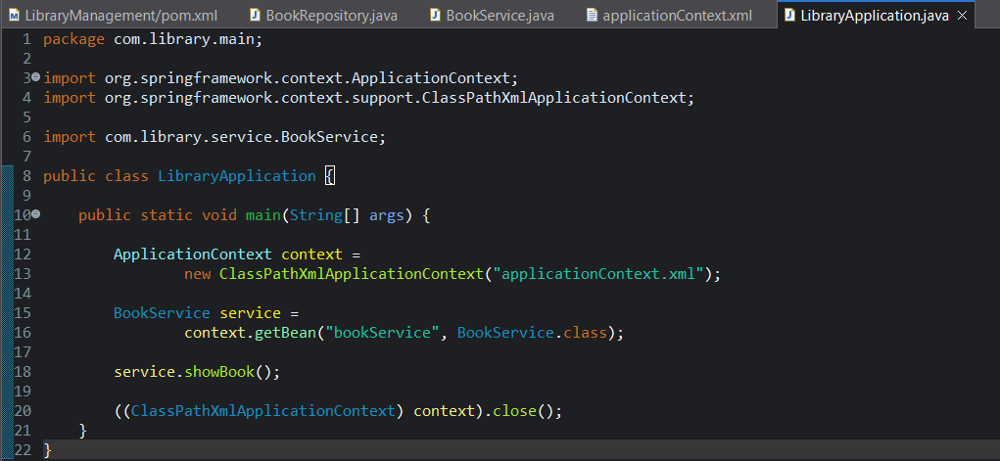 LibraryManagement/pom.xml BookRepository.java BookService.java applicationContext.xml LibraryApplication.java
1 package com.library.main;
2
3 import org.springframework.context.ApplicationContext;
4 import org.springframework.context.support.ClassPathXmlApplicationContext;
5
6 import com.library.service.BookService;
7
8 public class LibraryApplication {
9
10     public static void main(String[] args) {
11
12         ApplicationContext context =
13                 new ClassPathXmlApplicationContext("applicationContext.xml");
14
15         BookService service =
16                 context.getBean("bookService", BookService.class);
17
18         service.showBook();
19
20         ((ClassPathXmlApplicationContext) context).close();
21     }
22 }